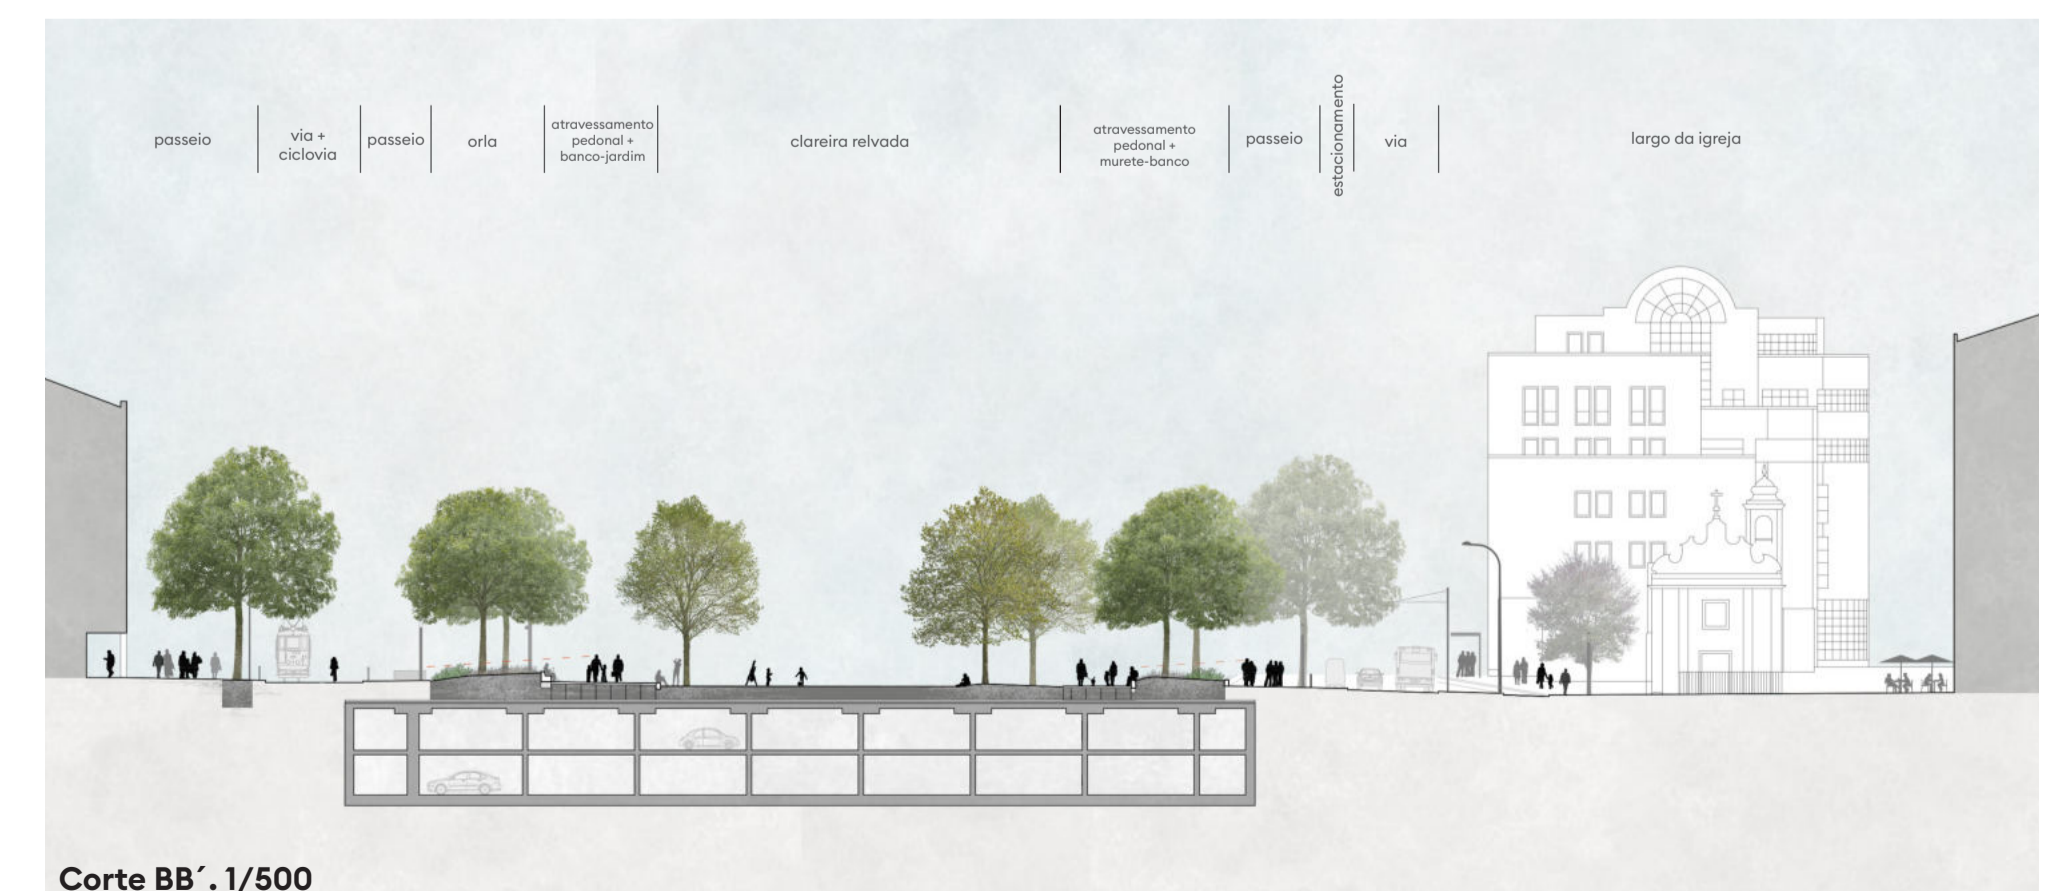 passeio
via +
ciclovia
passeio
orla
atravessamento
pedonal +
banco-jardim
clareira relvada
atravessamento
pedonal +
murete-banco
passeio
estacionamento
via
largo da igreja
Corte BB´. 1/500